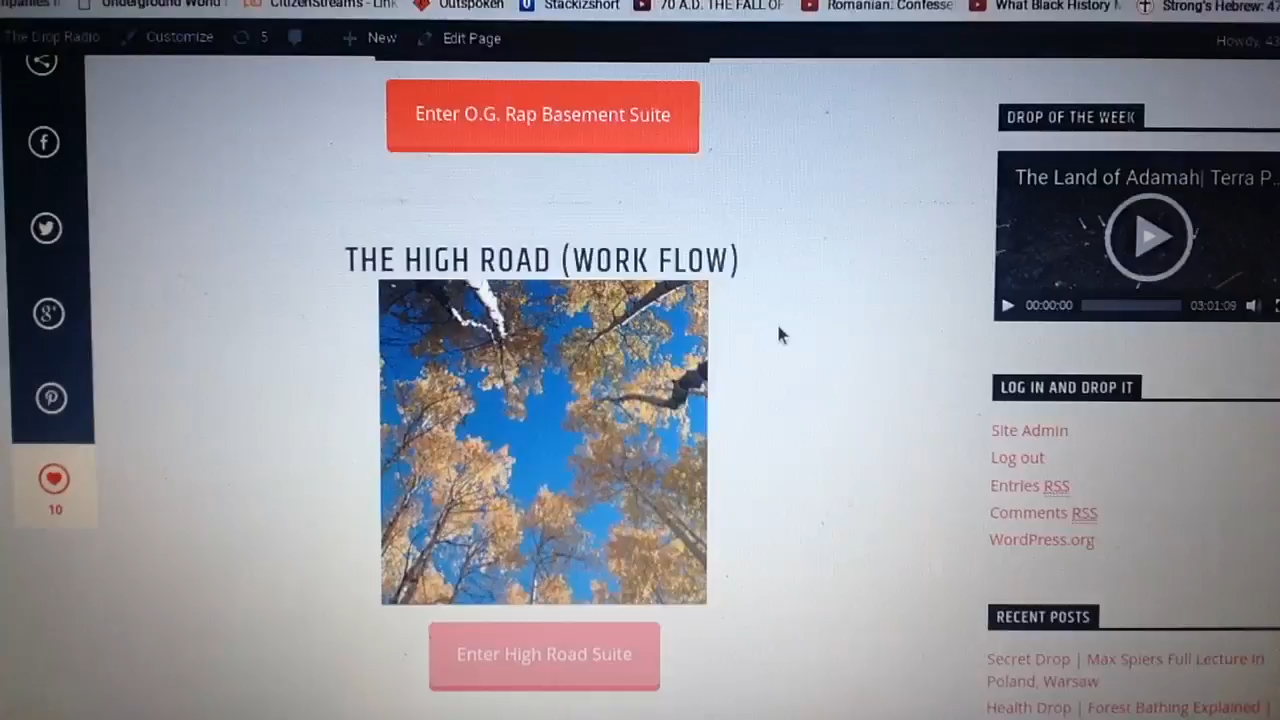 Underground World
CitizenStreams - Link
Outspoken
Stackizshort
70 A.D. THE FALL OF
Romanian: Confesse
What Black History
Strong's Hebrew: 47
The Drop Radio
Customize
5
New
Edit Page
Howdy, 43
Enter O.G. Rap Basement Suite
THE HIGH ROAD (WORK FLOW)
Enter High Road Suite
10
DROP OF THE WEEK
The Land of Adamah| Terra P...
00:00:00
03:01:09
LOG IN AND DROP IT
Site Admin
Log out
Entries RSS
Comments RSS
WordPress.org
RECENT POSTS
Secret Drop | Max Spiers Full Lecture in
Poland, Warsaw
Health Drop | Forest Bathing Explained |